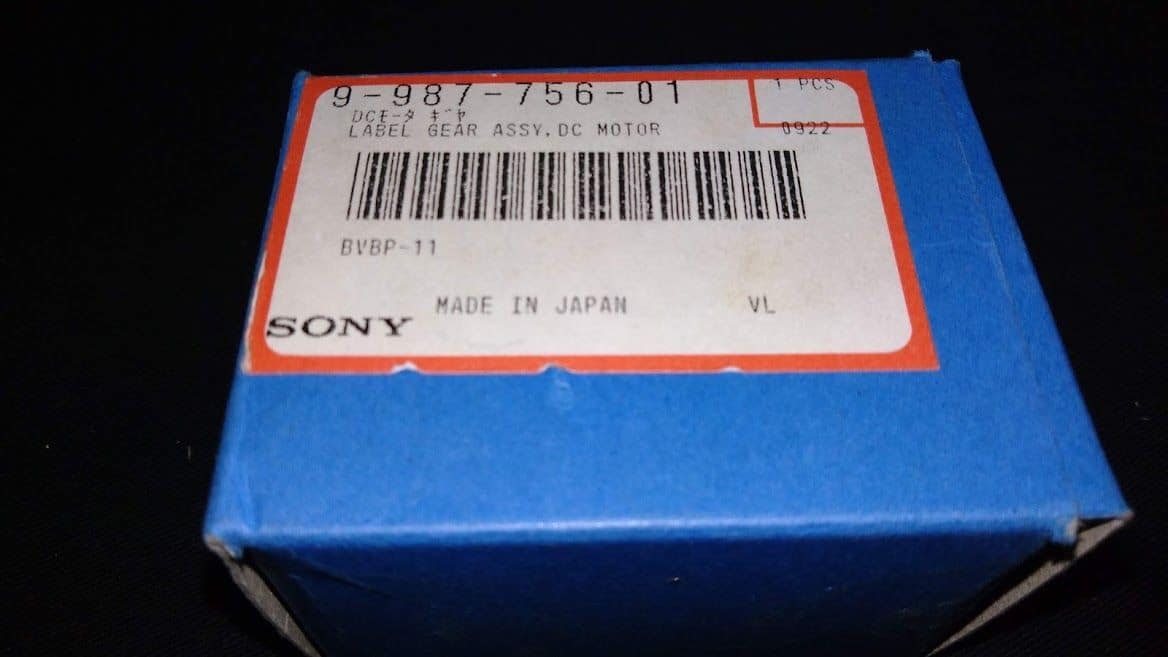 9-987-756-01
1 PCS
DCモータ ギヤ
LABEL GEAR ASSY,DC MOTOR
0922
BVBP-11
MADE IN JAPAN
VL
SONY